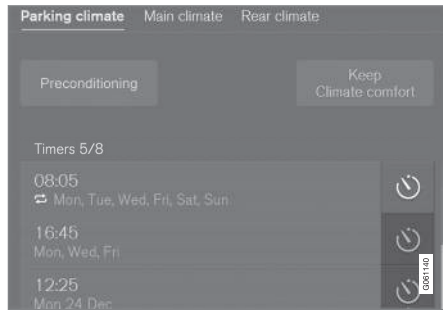 Parking climate Main climate Rear climate
Preconditioning
Keep
Climate comfort
Timers 5/8
08:05
Mon, Tue, Wed, Fri, Sat, Sun
16:45
Mon, Wed, Fri
12:25
Mon 24 Dec
G061140